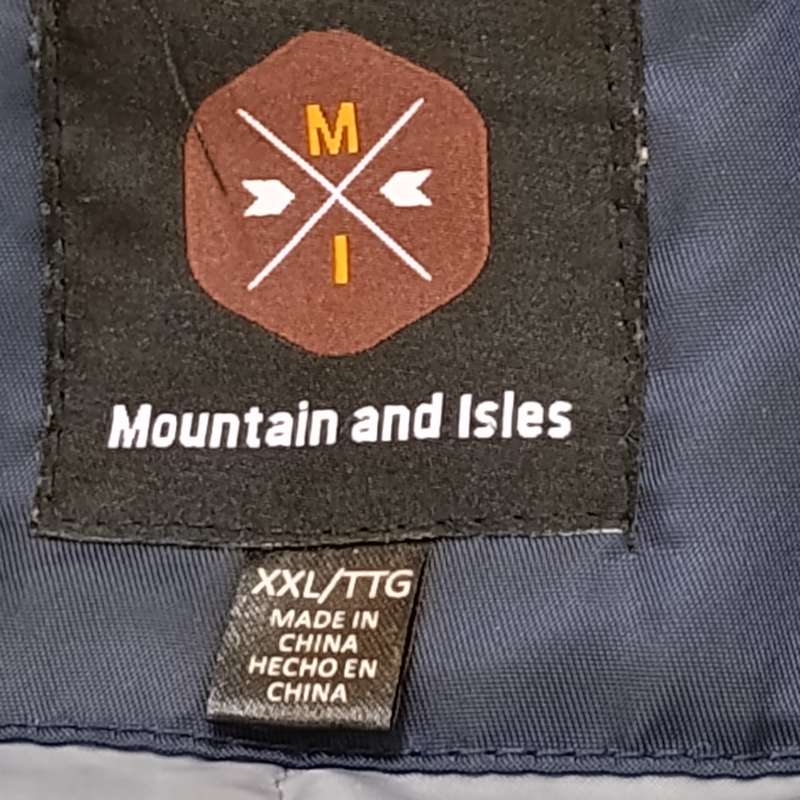 M
I
Mountain and Isles
XXL/TTG
MADE IN
CHINA
HECHO EN
CHINA